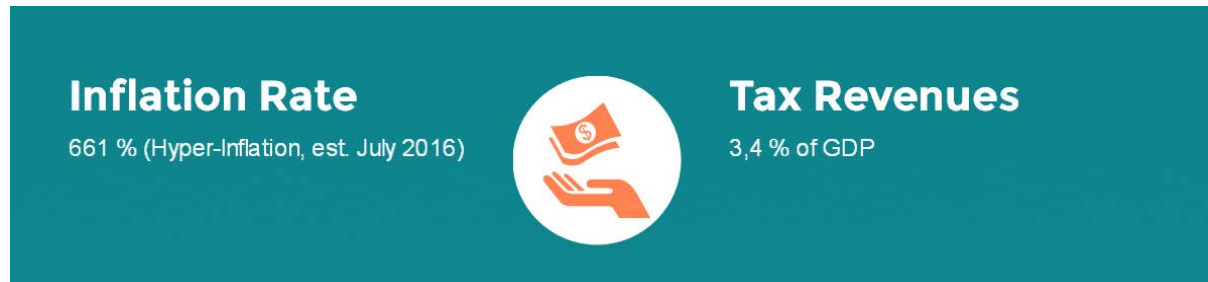 Inflation Rate
661 % (Hyper-Inflation, est. July 2016)
$
Tax Revenues
3,4 % of GDP